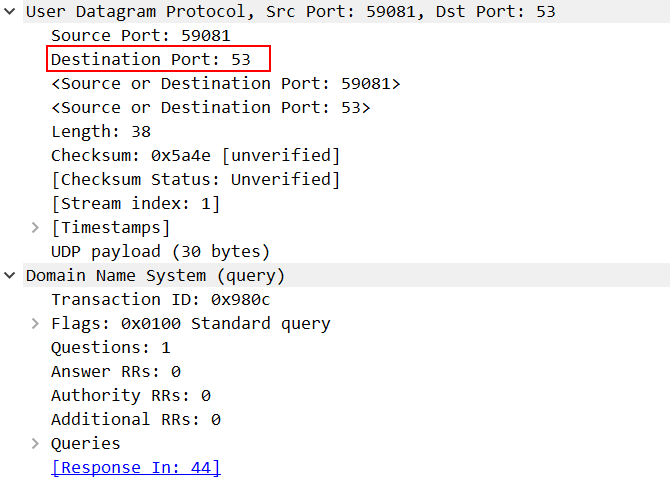 User Datagram Protocol, Src Port: 59081, Dst Port: 53
Source Port: 59081
Destination Port: 53
<Source or Destination Port: 59081>
<Source or Destination Port: 53>
Length: 38
Checksum: 0x5a4e [unverified]
[Checksum Status: Unverified]
[Stream index: 1]
[Timestamps]
UDP payload (30 bytes)
Domain Name System (query)
Transaction ID: 0x980c
Flags: 0x0100 Standard query
Questions: 1
Answer RRs: 0
Authority RRs: 0
Additional RRs: 0
Queries
[Response In: 44]